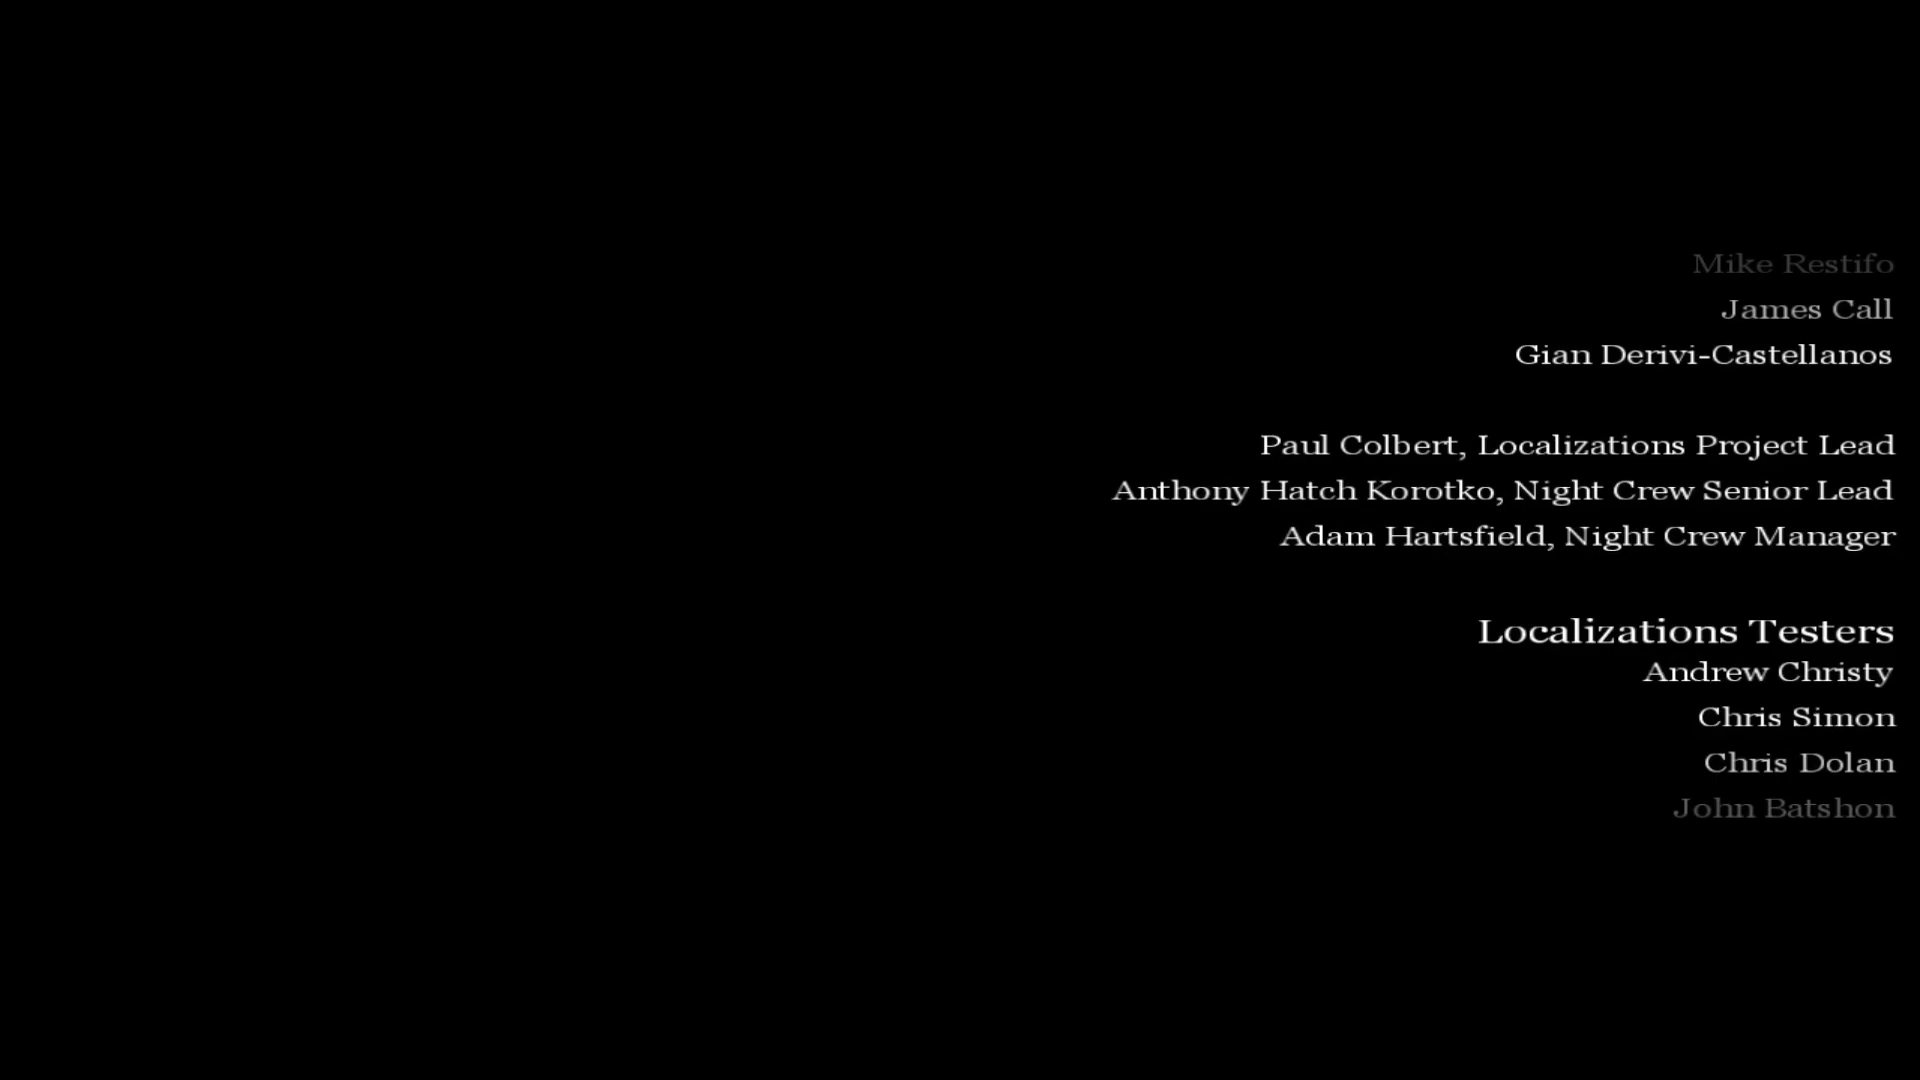 Mike Restifo
James Call
Gian Derivi-Castellanos
Paul Colbert, Localizations Project Lead
Anthony Hatch Korotko, Night Crew Senior Lead
Adam Hartsfield, Night Crew Manager
Localizations Testers
Andrew Christy
Chris Simon
Chris Dolan
John Batshon